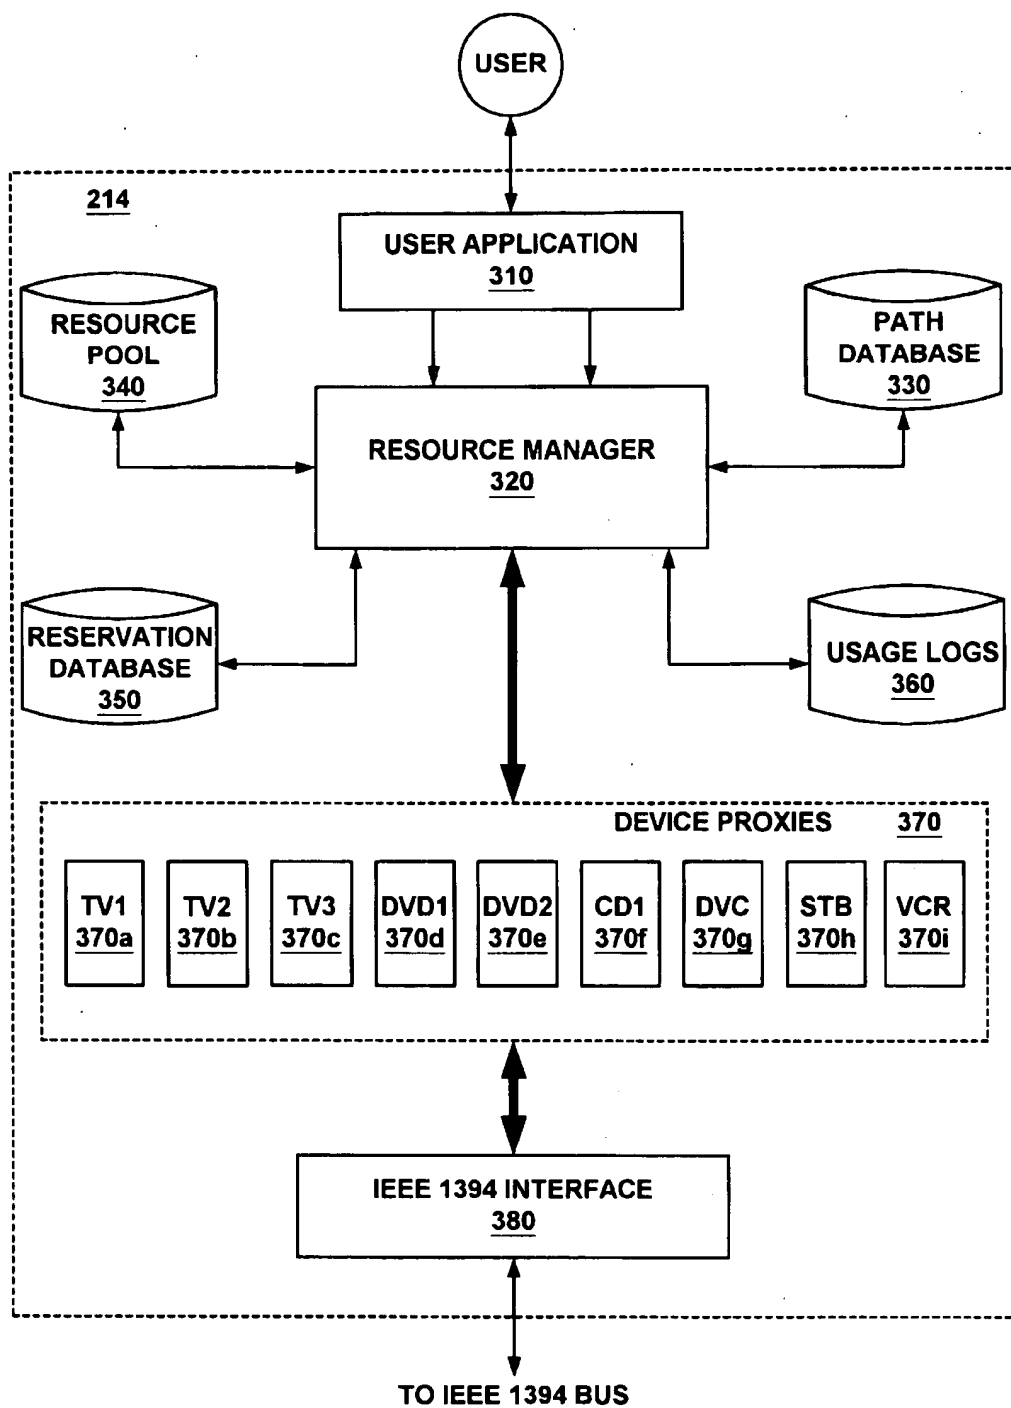 USER
214
USER APPLICATION
310
RESOURCE
POOL
340
PATH
DATABASE
330
RESOURCE MANAGER
320
RESERVATION
DATABASE
350
USAGE LOGS
360
DEVICE PROXIES 370
TV1
370a
TV2
370b
TV3
370c
DVD1
370d
DVD2
370e
CD1
370f
DVC
370g
STB
370h
VCR
370i
IEEE 1394 INTERFACE
380
TO IEEE 1394 BUS